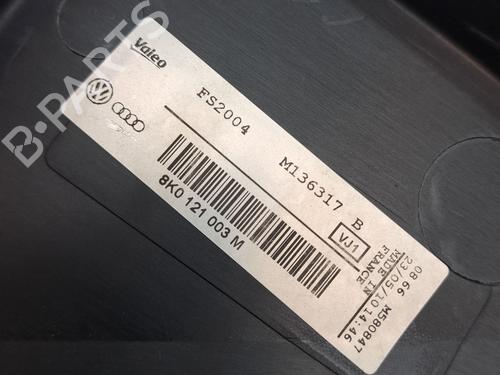 Valeo
FS2004
M136317 B
8K0 121 003 M
VJ1
08 66 M580847
23/05/10 14:46
MADE IN
FRANCE
B-PARTS